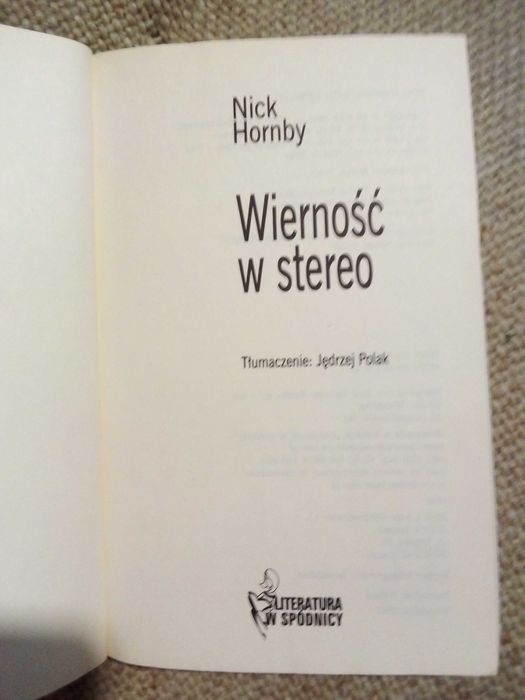 Nick
Hornby
Wierność
w stereo
Tłumaczenie: Jędrzej Polak
LITERATURA
W SPÓDNICY